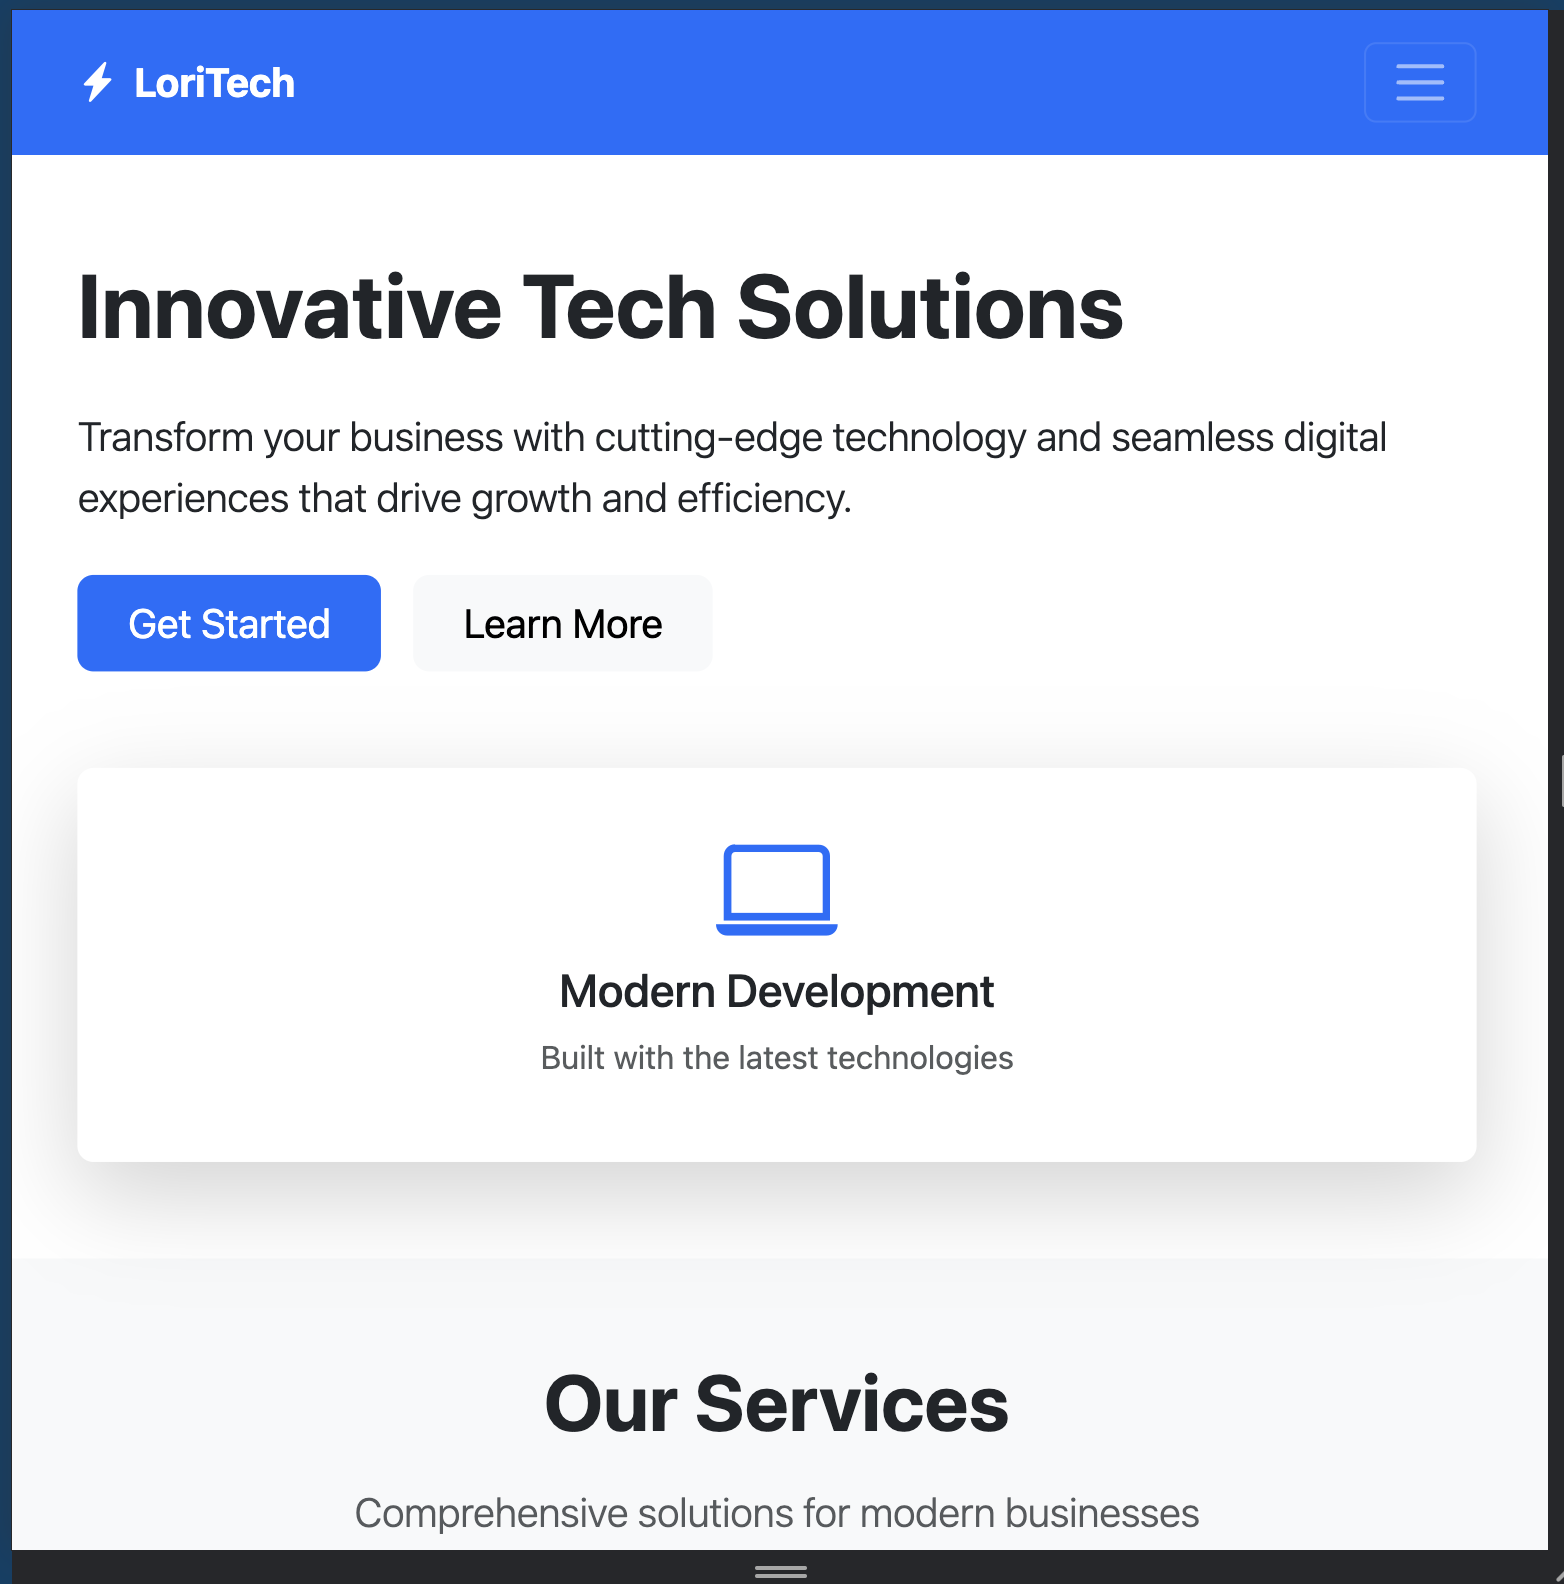 LoriTech
Innovative Tech Solutions
Transform your business with cutting-edge technology and seamless digital
experiences that drive growth and efficiency.
Get Started
Learn More
Modern Development
Built with the latest technologies
Our Services
Comprehensive solutions for modern businesses